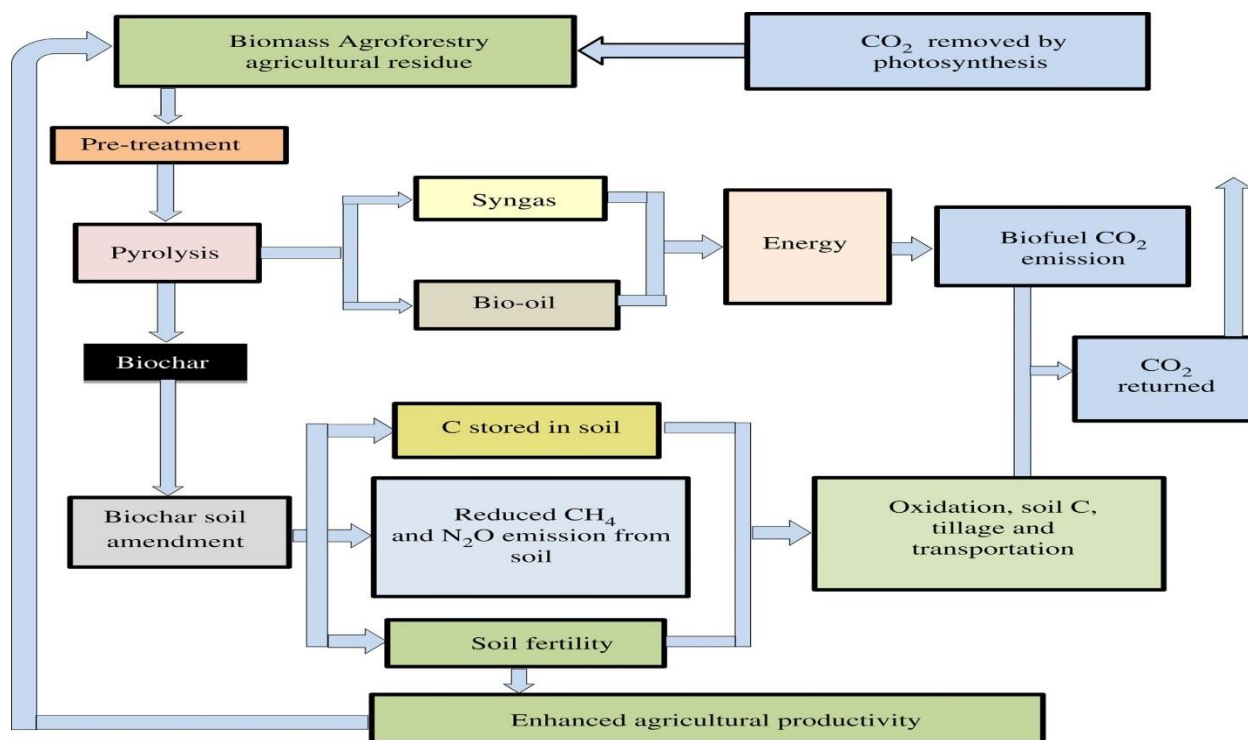 Biomass Agroforestry
agricultural residue
CO₂ removed by
photosynthesis
Pre-treatment
Syngas
Pyrolysis
Energy
Biofuel CO₂
emission
Bio-oil
Biochar
CO₂
returned
C stored in soil
Biochar soil
amendment
Reduced CH₄
and N₂O emission from
soil
Oxidation, soil C,
tillage and
transportation
Soil fertility
Enhanced agricultural productivity